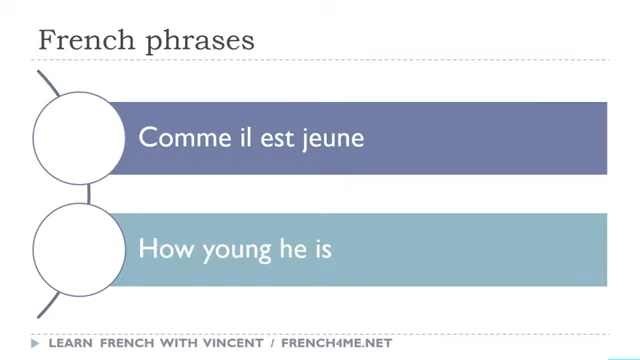 French phrases
Comme il est jeune
How young he is
LEARN FRENCH WITH VINCENT / FRENCH4ME.NET